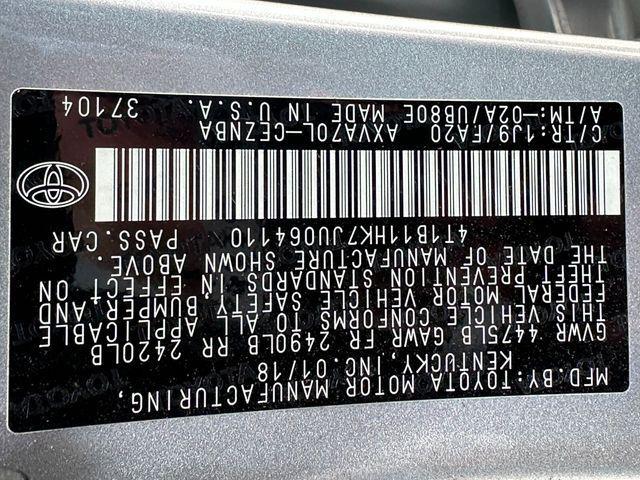 MFD.BY:TOYOTA MOTOR MANUFACTURING,
KENTUCKY,INC.01/18
GVWR 4475LB GAWR FR 2490LB RR 2420LB
THIS VEHICLE CONFORMS TO ALL APPLICABLE
FEDERAL MOTOR VEHICLE SAFETY, BUMPER,AND
THEFT PREVENTION STANDARDS IN EFFECT ON
THE DATE OF MANUFACTURE SHOWN ABOVE.
4T1B11HK7JU064110 PASS.CAR
C/TR:1J9/FA20 AXVA70L-CEZNBA
A/TM:-02A/UB80E MADE IN U.S.A. 37104